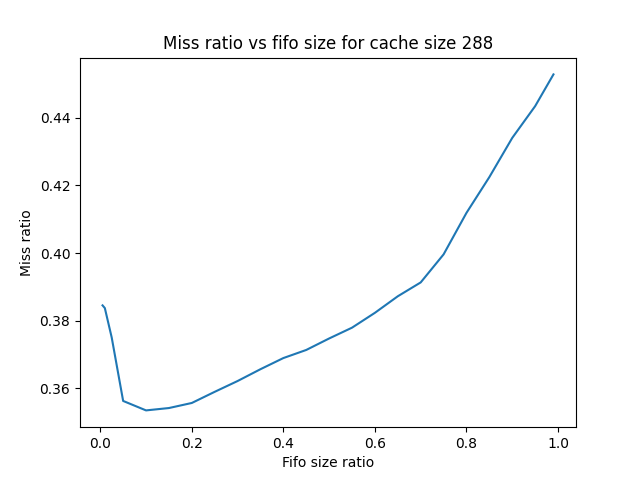 Miss ratio vs fifo size for cache size 288
0.44
0.42
0.40
0.38
0.36
Miss ratio
0.0 0.2 0.4 0.6 0.8 1.0
Fifo size ratio